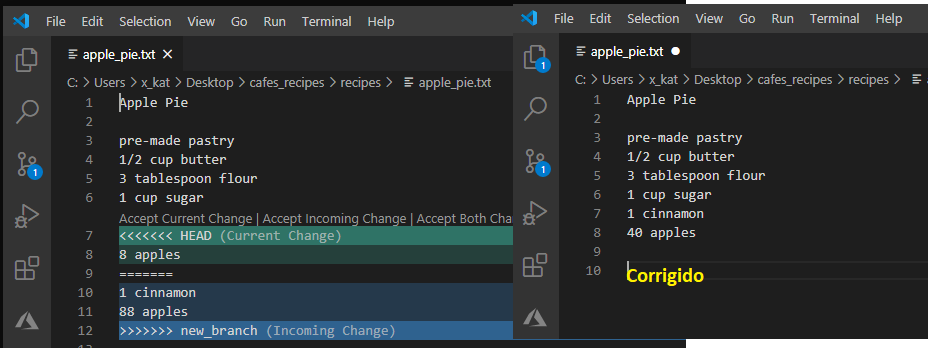 File Edit Selection View Go Run Terminal Help
apple_pie.txt
C: > Users > x_kat > Desktop > cafes_recipes > recipes > apple_pie.txt
1 Apple Pie
2
3 pre-made pastry
4 1/2 cup butter
5 3 tablespoon flour
6 1 cup sugar
Accept Current Change | Accept Incoming Change | Accept Both Cha
7 <<<<<<< HEAD (Current Change)
8 8 apples
9 =======
10 1 cinnamon
11 88 apples
12 >>>>>>> new_branch (Incoming Change)
1
File Edit Selection View Go Run Terminal Help
apple_pie.txt
C: > Users > x_kat > Desktop > cafes_recipes > recipes >
1 Apple Pie
2
3 pre-made pastry
4 1/2 cup butter
5 3 tablespoon flour
6 1 cup sugar
7 1 cinnamon
8 40 apples
9
10
Corrigido
1
1